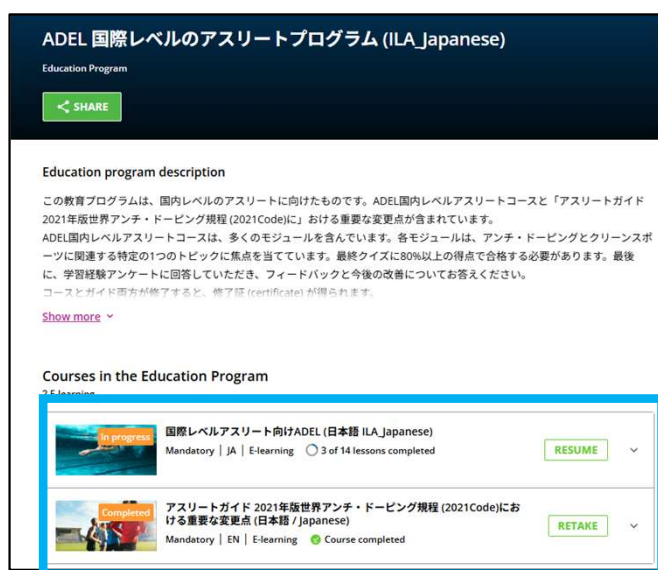 ADEL 国際レベルのアスリートプログラム (ILA_Japanese)
Education Program
SHARE
Education program description
この教育プログラムは、国内レベルのアスリートに向けたものです。ADEL国内レベルアスリートコースと「アスリートガイド
2021年版世界アンチ・ドーピング規程 (2021Code)に」おける重要な変更点が含まれています。
ADEL国内レベルアスリートコースは、多くのモジュールを含んでいます。各モジュールは、アンチ・ドーピングとクリーンスポ
ーツに関連する特定の1つのトピックに焦点を当てています。最終クイズに80%以上の得点で合格する必要があります。最後
に、学習経験アンケートに回答していただき、フィードバックと今後の改善についてお答えください。
コースとガイド両方が修了すると、修了証 (certificate) が得られます。
Show more
Courses in the Education Program
2 E-learning
in progress
国際レベルアスリート向けADEL (日本語 ILA_Japanese)
Mandatory | JA | E-learning 3 of 14 lessons completed
RESUME
Completed
アスリートガイド 2021年版世界アンチ・ドーピング規程 (2021Code)にお
ける重要な変更点 (日本語 / Japanese)
Mandatory | EN | E-learning Course completed
RETAKE